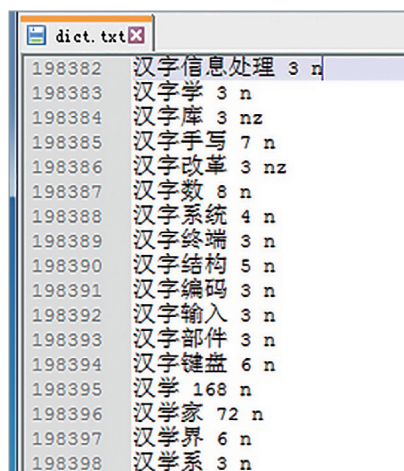 dict.txt
198382 汉字信息处理 3 n
198383 汉字学 3 n
198384 汉字库 3 nz
198385 汉字手写 7 n
198386 汉字改革 3 nz
198387 汉字数 8 n
198388 汉字系统 4 n
198389 汉字终端 3 n
198390 汉字结构 5 n
198391 汉字编码 3 n
198392 汉字输入 3 n
198393 汉字部件 3 n
198394 汉字键盘 6 n
198395 汉学 168 n
198396 汉学家 72 n
198397 汉学界 6 n
198398 汉学系 3 n